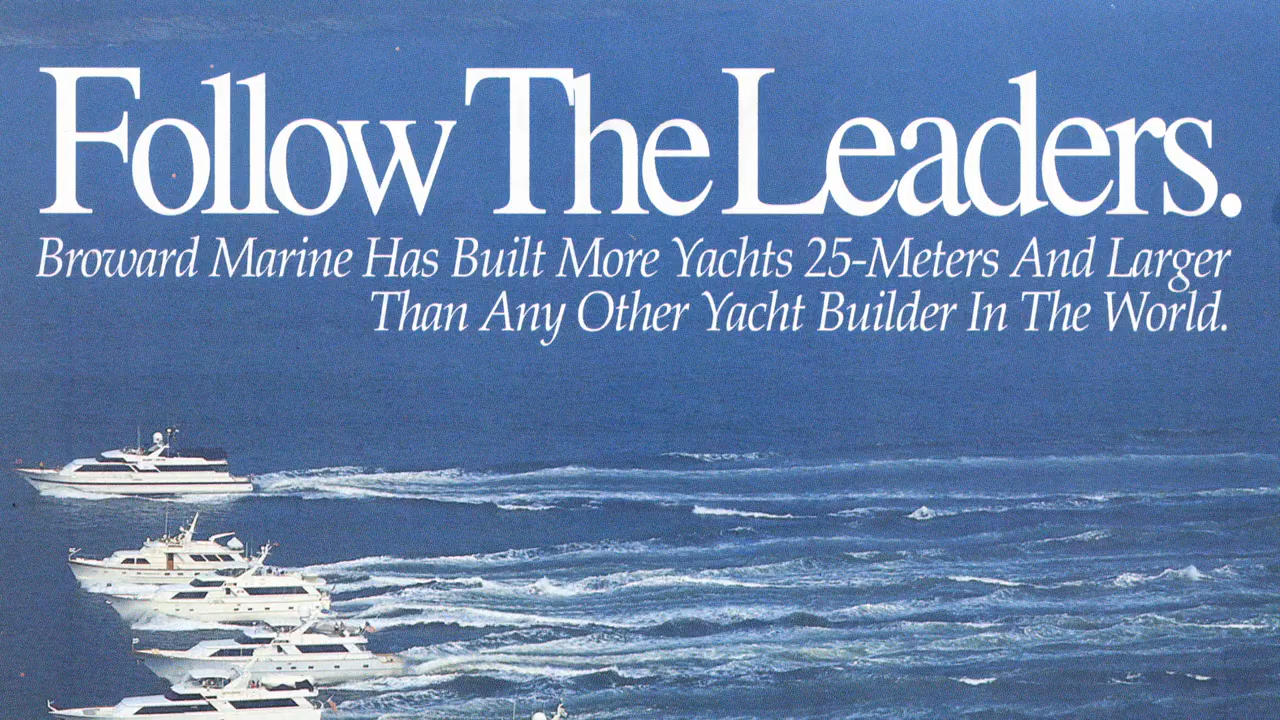 Follow The Leaders.
Broward Marine Has Built More Yachts 25-Meters And Larger
Than Any Other Yacht Builder In The World.